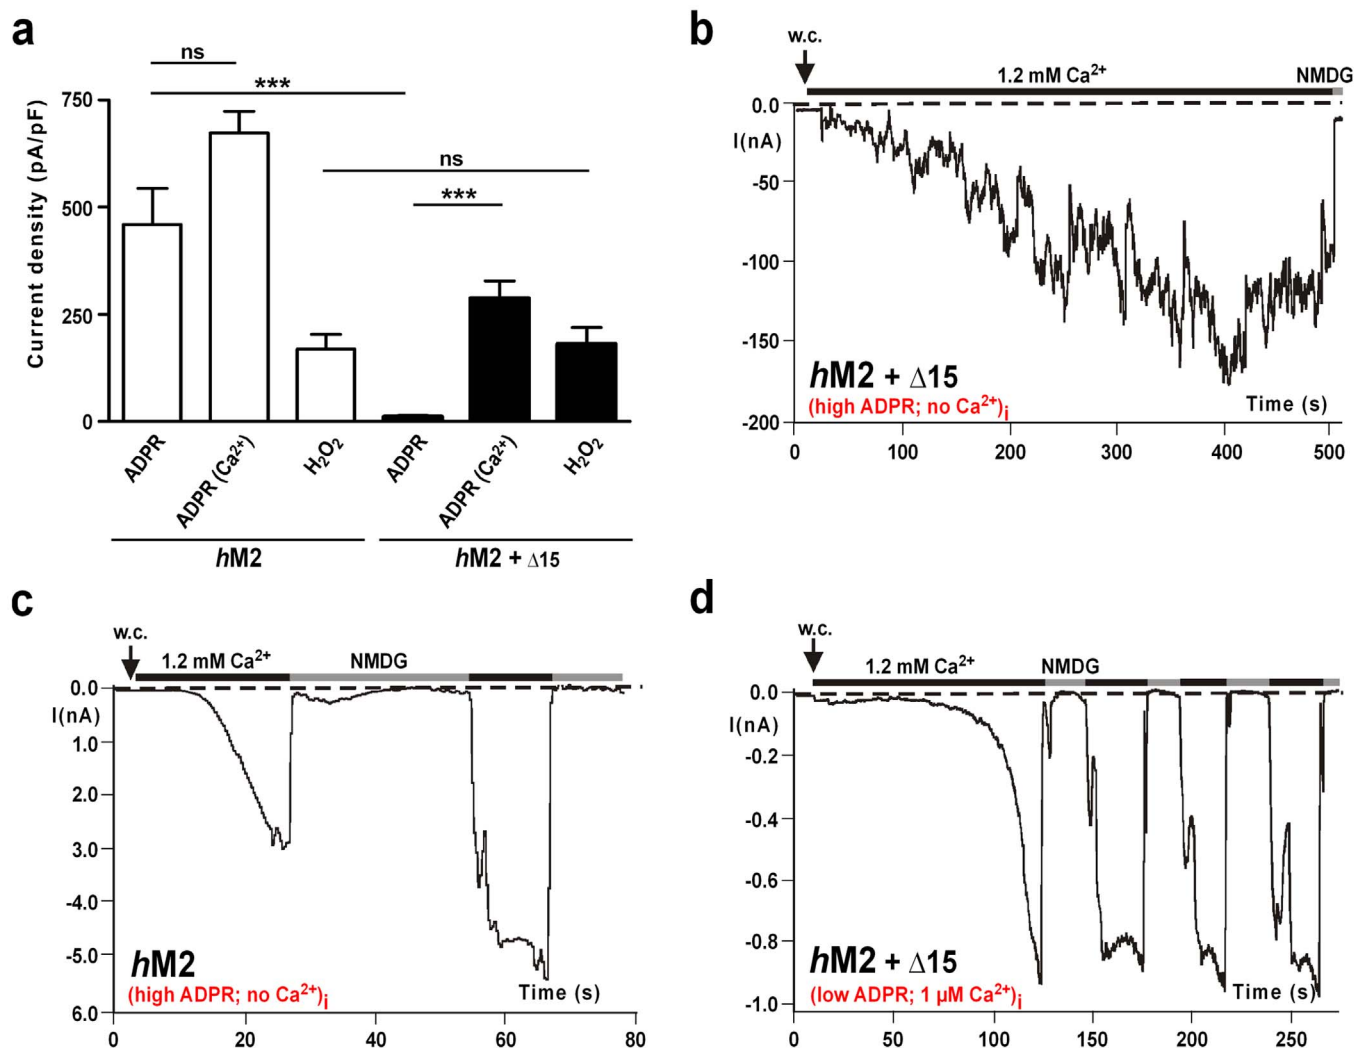 a
ns
***
ns
***
750
500
250
0
Current density (pA/pF)
ADPR
ADPR (Ca²⁺)
H₂O₂
ADPR
ADPR (Ca²⁺)
H₂O₂
hM2
hM2 + Δ15
b
w.c.
1.2 mM Ca²⁺
NMDG
0.0
I(nA)
-50
-100
-150
-200
hM2 + Δ15
(high ADPR; no Ca²⁺)i
Time (s)
0 100 200 300 400 500
c
w.c.
1.2 mM Ca²⁺
NMDG
0.0
I(nA)
1.0
2.0
3.0
-4.0
-5.0
6.0
hM2
(high ADPR; no Ca²⁺)i
Time (s)
0 20 40 60 80
d
w.c.
1.2 mM Ca²⁺
NMDG
0.0
I(nA)
-0.2
-0.4
-0.6
-0.8
-1.0
hM2 + Δ15
(low ADPR; 1 µM Ca²⁺)i
Time (s)
0 50 100 150 200 250